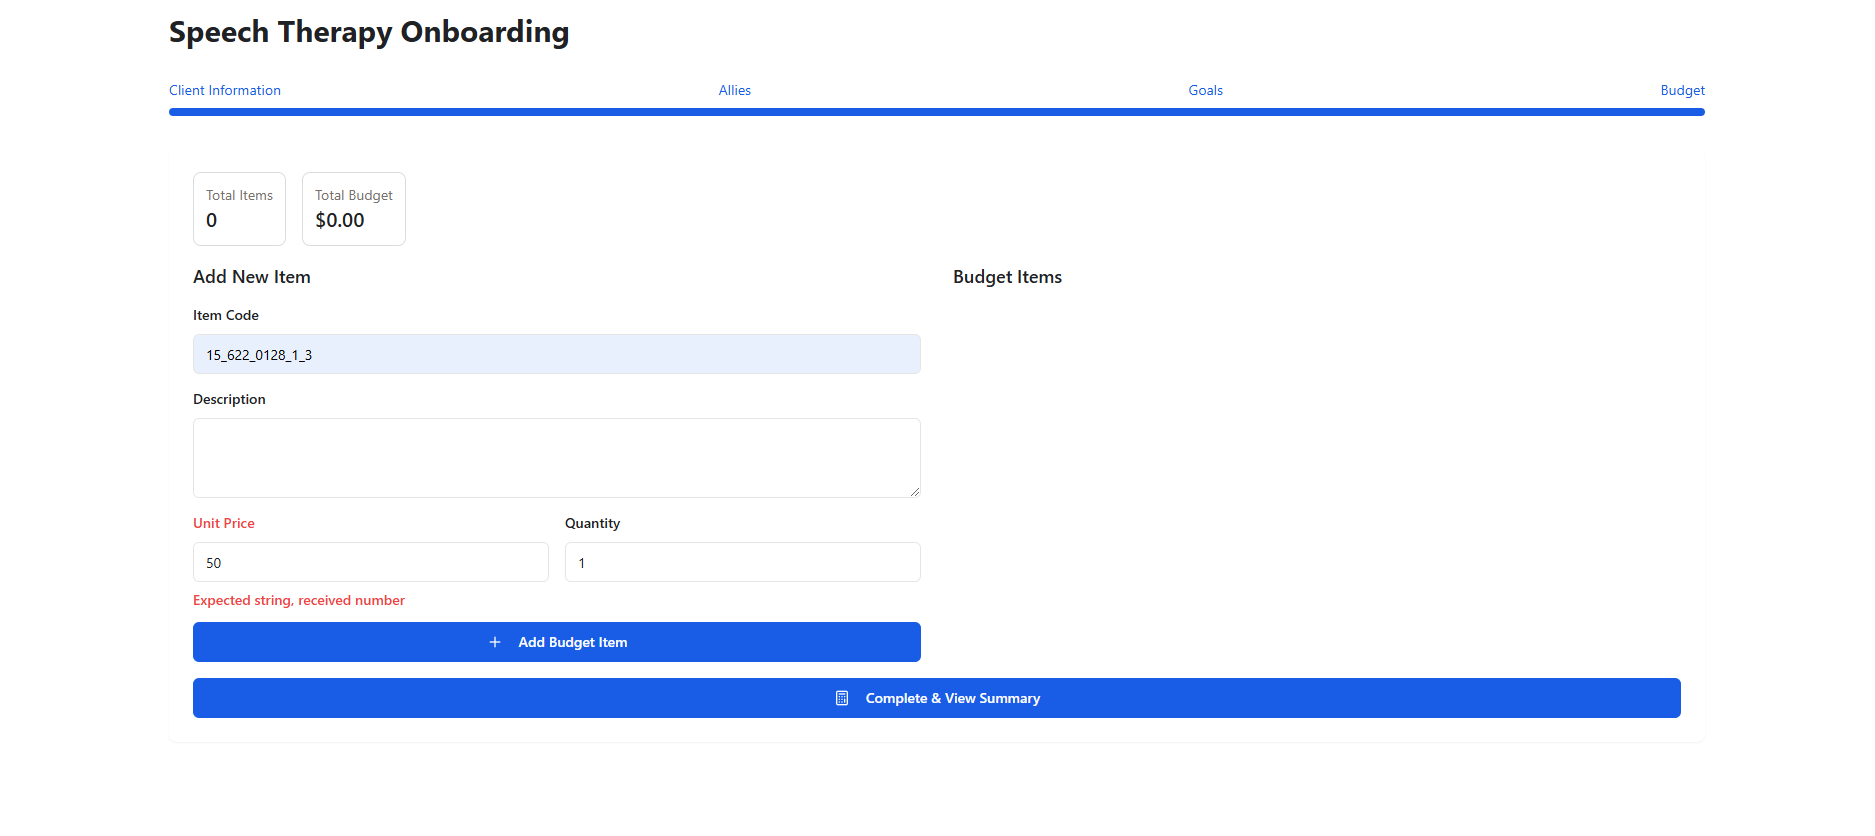 Speech Therapy Onboarding
Client Information
Allies
Goals
Budget
Total Items
0
Total Budget
$0.00
Add New Item
Item Code
15_622_0128_1_3
Description
Unit Price
50
Expected string, received number
Quantity
1
Add Budget Item
Budget Items
Complete & View Summary